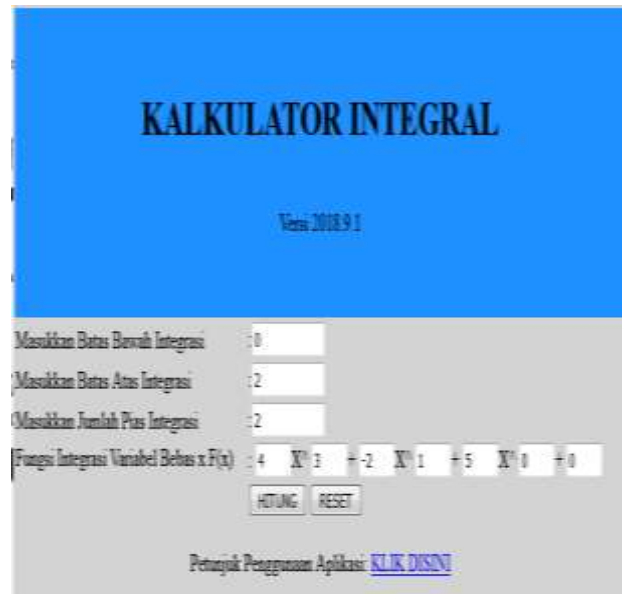 KALKULATOR INTEGRAL
Versi 2018.9.1
Masukkan Batas Bawah Integrasi :0
Masukkan Batas Atas Integrasi :2
Masukkan Jumlah Pias Integrasi :2
Fungsi Integrasi Variabel Bebas x F(x) :4 X^ 3 + -2 X^ 1 + 5 X^ 0 + 0
HITUNG RESET
Petunjuk Penggunaan Aplikasi: KLIK DISINI